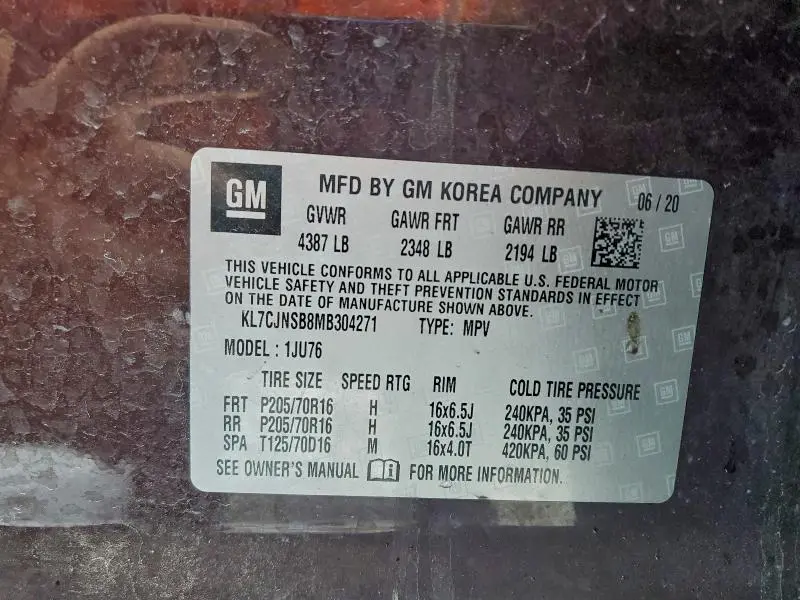 GM MFD BY GM KOREA COMPANY 06 / 20
GVWR GAWR FRT GAWR RR
4387 LB 2348 LB 2194 LB
THIS VEHICLE CONFORMS TO ALL APPLICABLE U.S. FEDERAL MOTOR
VEHICLE SAFETY AND THEFT PREVENTION STANDARDS IN EFFECT
ON THE DATE OF MANUFACTURE SHOWN ABOVE.
KL7CJNSB8MB304271 TYPE: MPV
MODEL : 1JU76
TIRE SIZE SPEED RTG RIM COLD TIRE PRESSURE
FRT P205/70R16 H 16x6.5J 240KPA, 35 PSI
RR P205/70R16 H 16x6.5J 240KPA, 35 PSI
SPA T125/70D16 M 16x4.0T 420KPA, 60 PSI
SEE OWNER'S MANUAL FOR MORE INFORMATION.